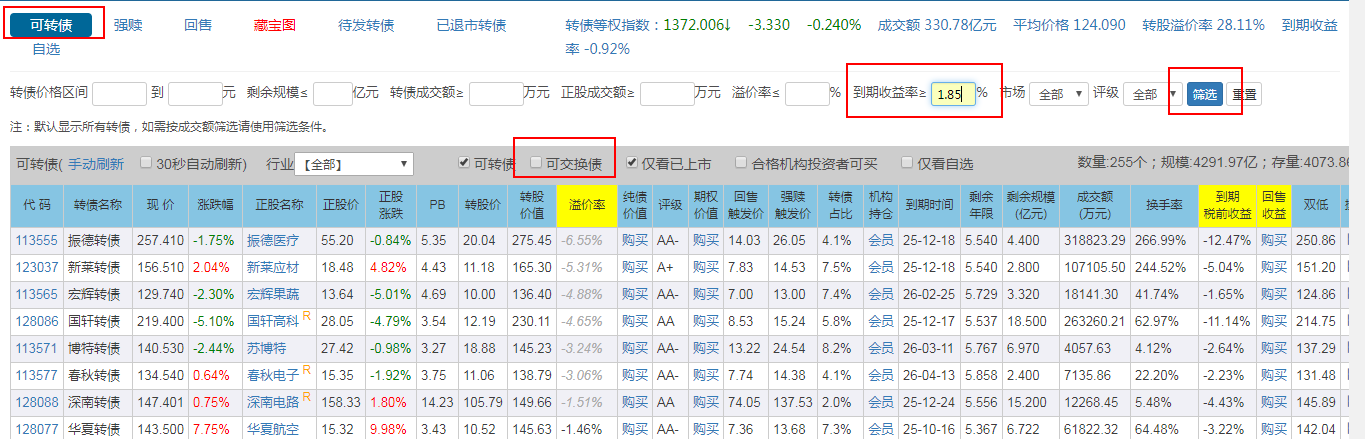 可转债 强赎 回售 藏宝图 待发转债 已退市转债 转债等权指数：1372.006↓ -3.330 -0.240% 成交额 330.78亿元 平均价格 124.090 转股溢价率 28.11% 到期收益
自选 率 -0.92%
转债价格区间 到 元 剩余规模≤ 亿元 转债成交额≥ 万元 正股成交额≥ 万元 溢价率≤ % 到期收益率≥ 1.85 % 市场 全部 评级 全部 筛选 重置
注：默认显示所有转债，如需按成交额筛选请使用筛选条件。
可转债( 手动刷新 30秒自动刷新) 行业 【全部】 可转债 可交换债 仅看已上市 合格机构投资者可买 仅看自选 数量:255个；规模:4291.97亿；存量:4073.86
代 码 转债名称 现 价 涨跌幅 正股名称 正股价 正股涨跌 PB 转股价 转股价值 溢价率 纯债价值 评级 期权价值 回售触发价 强赎触发价 转债占比 机构持仓 到期时间 剩余年限 剩余规模(亿元) 成交额(万元) 换手率 到期税前收益 回售收益 双低
113555 振德转债 257.410 -1.75% 振德医疗 55.20 -0.84% 5.35 20.04 275.45 -6.55% 购买 AA- 购买 14.03 26.05 4.1% 会员 25-12-18 5.540 4.400 318823.29 266.99% -12.47% 购买 250.86
123037 新莱转债 156.510 2.04% 新莱应材 18.48 4.82% 4.43 11.18 165.30 -5.31% 购买 A+ 购买 7.83 14.53 7.5% 会员 25-12-18 5.540 2.800 107105.50 244.52% -5.04% 购买 151.20
113565 宏辉转债 129.740 -2.30% 宏辉果蔬 13.64 -5.01% 4.69 10.00 136.40 -4.88% 购买 AA- 购买 7.00 13.00 7.4% 会员 26-02-25 5.729 3.320 18141.30 41.74% -1.65% 购买 124.86
128086 国轩转债 219.400 -5.10% 国轩高科 R 28.05 -4.79% 3.54 12.19 230.11 -4.65% 购买 AA 购买 8.53 15.24 5.8% 会员 25-12-17 5.537 18.500 263260.21 62.97% -11.14% 购买 214.75
113571 博特转债 140.530 -2.44% 苏博特 27.42 -0.98% 3.27 18.88 145.23 -3.24% 购买 AA- 购买 13.22 24.54 8.2% 会员 26-03-11 5.767 6.970 4057.63 4.12% -2.64% 购买 137.29
113577 春秋转债 134.540 0.64% 春秋电子 R 15.35 -1.92% 3.75 11.06 138.79 -3.06% 购买 AA- 购买 7.74 14.38 4.1% 会员 26-04-13 5.858 2.400 7135.86 22.20% -2.23% 购买 131.48
128088 深南转债 147.401 0.75% 深南电路 R 158.33 1.80% 14.23 105.79 149.66 -1.51% 购买 AA 购买 74.05 137.53 2.0% 会员 25-12-24 5.556 15.200 12268.45 5.48% -4.43% 购买 145.89
128077 华夏转债 143.500 7.75% 华夏航空 15.32 9.98% 3.43 10.52 145.63 -1.46% 购买 AA- 购买 7.36 13.68 7.3% 会员 25-10-16 5.367 6.722 61822.32 64.48% -3.22% 购买 142.04